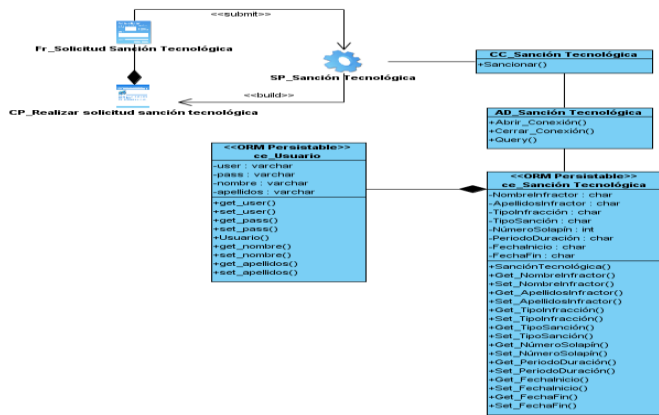 <<submit>>
Fr_Solicitud Sanción Tecnológica
SP_Sanción Tecnológica
<<build>>
CP_Realizar solicitud sanción tecnológica
CC_Sanción Tecnológica
+Sancionar()
AD_Sanción Tecnológica
+Abrir_Conexión()
+Cerrar_Conexión()
+Query()
<<ORM Persistable>>
ce_Usuario
-user : varchar
-pass : varchar
-nombre : varchar
-apellidos : varchar
+get_user()
+set_user()
+get_pass()
+set_pass()
+Usuario()
+get_nombre()
+set_nombre()
+get_apellidos()
+set_apellidos()
<<ORM Persistable>>
ce_Sanción Tecnológica
-NombreInfractor : char
-ApellidosInfractor : char
-TipoInfracción : char
-TipoSanción : char
-NúmeroSolapín : int
-PeriodoDuración : char
-FechaInicio : char
-FechaFin : char
+SanciónTecnológica()
+Get_NombreInfractor()
+Set_NombreInfractor()
+Get_ApellidosInfractor()
+Set_ApellidosInfractor()
+Get_TipoInfracción()
+Set_TipoInfracción()
+Get_TipoSanción()
+Set_TipoSanción()
+Get_NúmeroSolapín()
+Set_NúmeroSolapín()
+Get_PeriodoDuración()
+Set_PeriodoDuración()
+Get_FechaInicio()
+Set_FechaInicio()
+Get_FechaFin()
+Set_FechaFin()